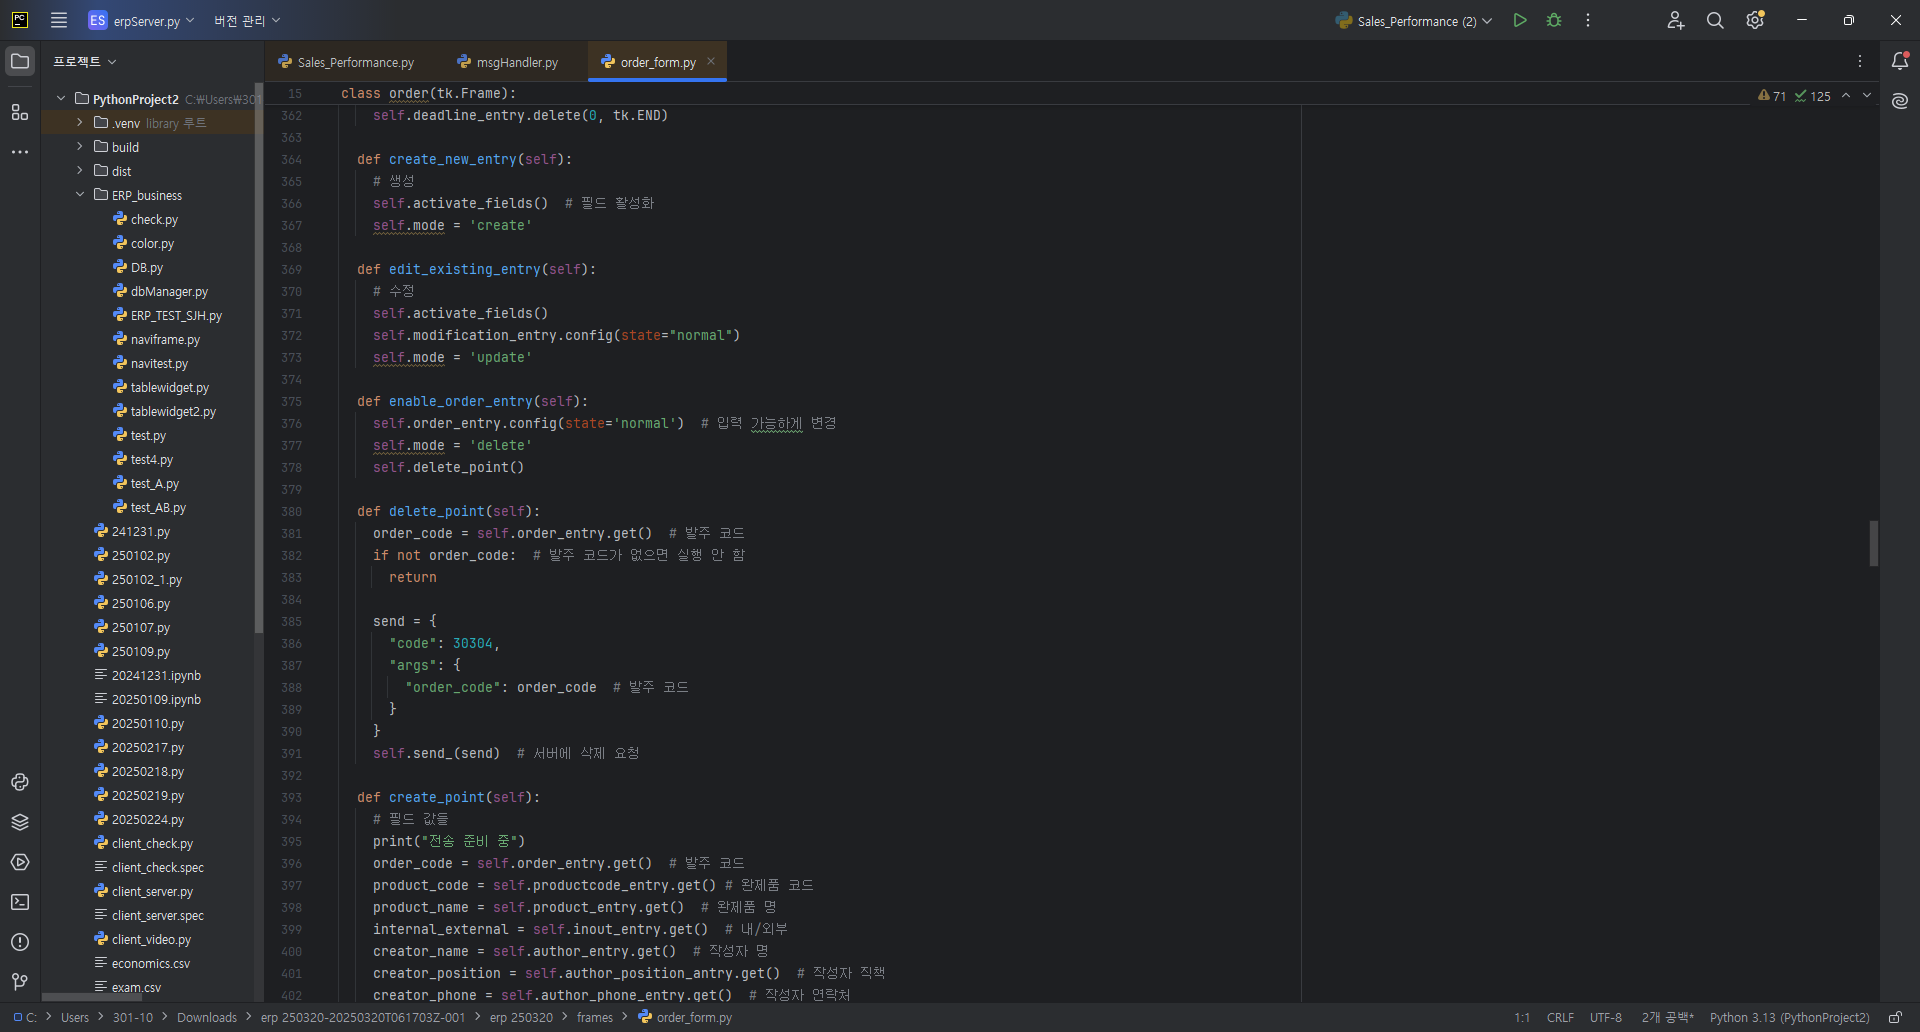 PC
ES erpServer.py 버전 관리 Sales_Performance (2)
프로젝트
Sales_Performance.py msgHandler.py order_form.py
PythonProject2 C:₩Users₩301
.venv library 루트
build
dist
ERP_business
check.py
color.py
DB.py
dbManager.py
ERP_TEST_SJH.py
naviframe.py
navitest.py
tablewidget.py
tablewidget2.py
test.py
test4.py
test_A.py
test_AB.py
241231.py
250102.py
250102_1.py
250106.py
250107.py
250109.py
20241231.ipynb
20250109.ipynb
20250110.py
20250217.py
20250218.py
20250219.py
20250224.py
client_check.py
client_check.spec
client_server.py
client_server.spec
client_video.py
economics.csv
exam.csv
15 class order(tk.Frame):
71 125
362 self.deadline_entry.delete(0, tk.END)
363
364 def create_new_entry(self):
365 # 생성
366 self.activate_fields() # 필드 활성화
367 self.mode = 'create'
368
369 def edit_existing_entry(self):
370 # 수정
371 self.activate_fields()
372 self.modification_entry.config(state="normal")
373 self.mode = 'update'
374
375 def enable_order_entry(self):
376 self.order_entry.config(state='normal') # 입력 가능하게 변경
377 self.mode = 'delete'
378 self.delete_point()
379
380 def delete_point(self):
381 order_code = self.order_entry.get() # 발주 코드
382 if not order_code: # 발주 코드가 없으면 실행 안 함
383 return
384
385 send = {
386 "code": 30304,
387 "args": {
388 "order_code": order_code # 발주 코드
389 }
390 }
391 self.send_(send) # 서버에 삭제 요청
392
393 def create_point(self):
394 # 필드 값들
395 print("전송 준비 중")
396 order_code = self.order_entry.get() # 발주 코드
397 product_code = self.productcode_entry.get() # 완제품 코드
398 product_name = self.product_entry.get() # 완제품 명
399 internal_external = self.inout_entry.get() # 내/외부
400 creator_name = self.author_entry.get() # 작성자 명
401 creator_position = self.author_position_antry.get() # 작성자 직책
402 creator_phone = self.author_phone_entry.get() # 작성자 연락처
C: > Users > 301-10 > Downloads > erp 250320-20250320T061703Z-001 > erp 250320 > frames > order_form.py
1:1 CRLF UTF-8 2개 공백* Python 3.13 (PythonProject2)